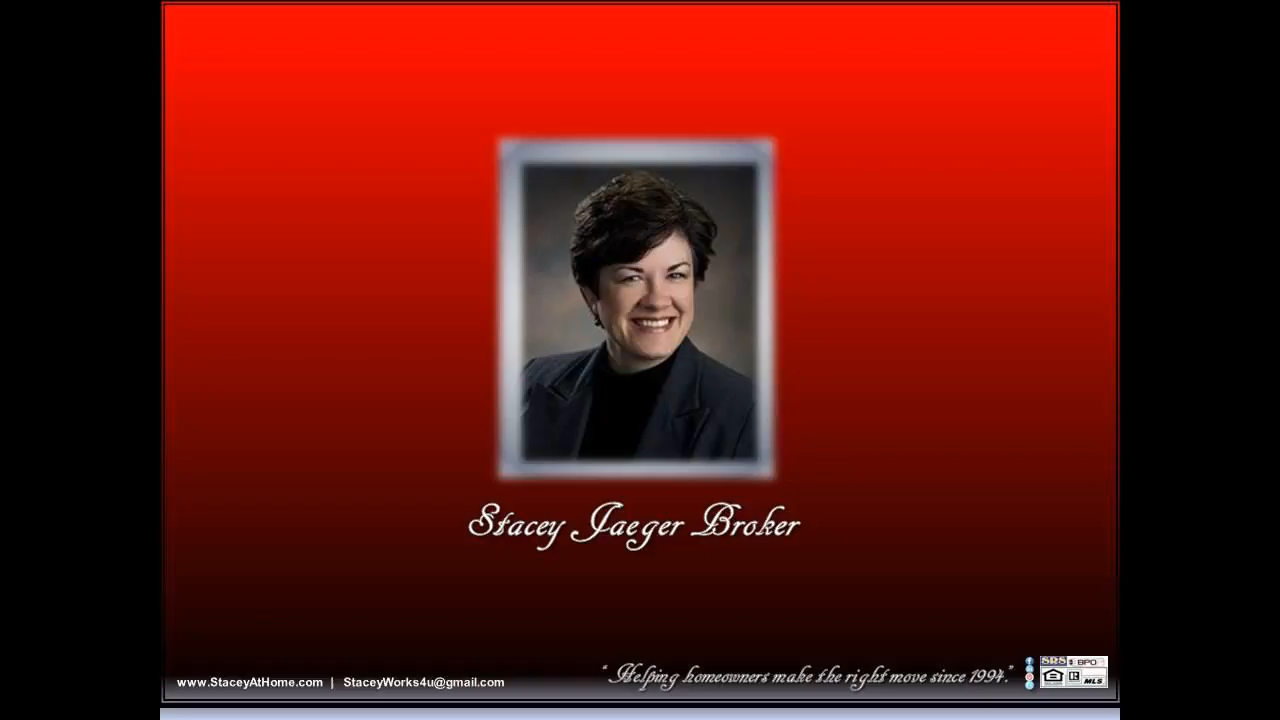 Stacey Jaeger Broker
www.StaceyAtHome.com | StaceyWorks4u@gmail.com
" Helping homeowners make the right move since 1994."
SRS BPO
R MLS